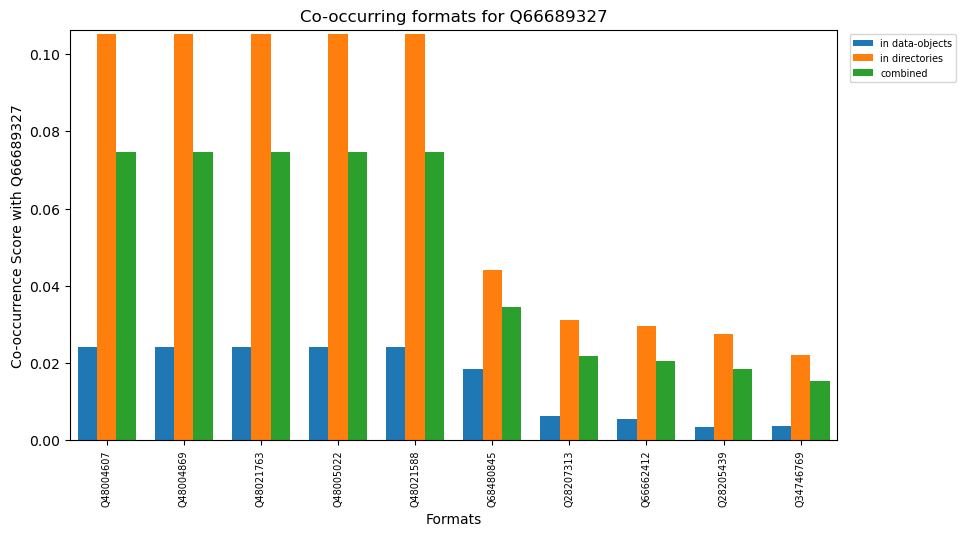 Co-occurring formats for Q66689327
Co-occurrence Score with Q66689327
0.10
0.08
0.06
0.04
0.02
0.00
in data-objects
in directories
combined
Q48004607
Q48004869
Q48021763
Q48005022
Q48021588
Q68480845
Q28207313
Q66662412
Q28205439
Q34746769
Formats